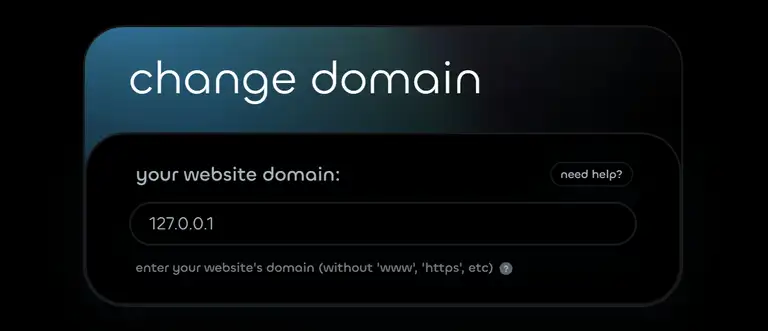 change domain
your website domain:
need help?
127.0.0.1
enter your website's domain (without 'www', 'https', etc) ?